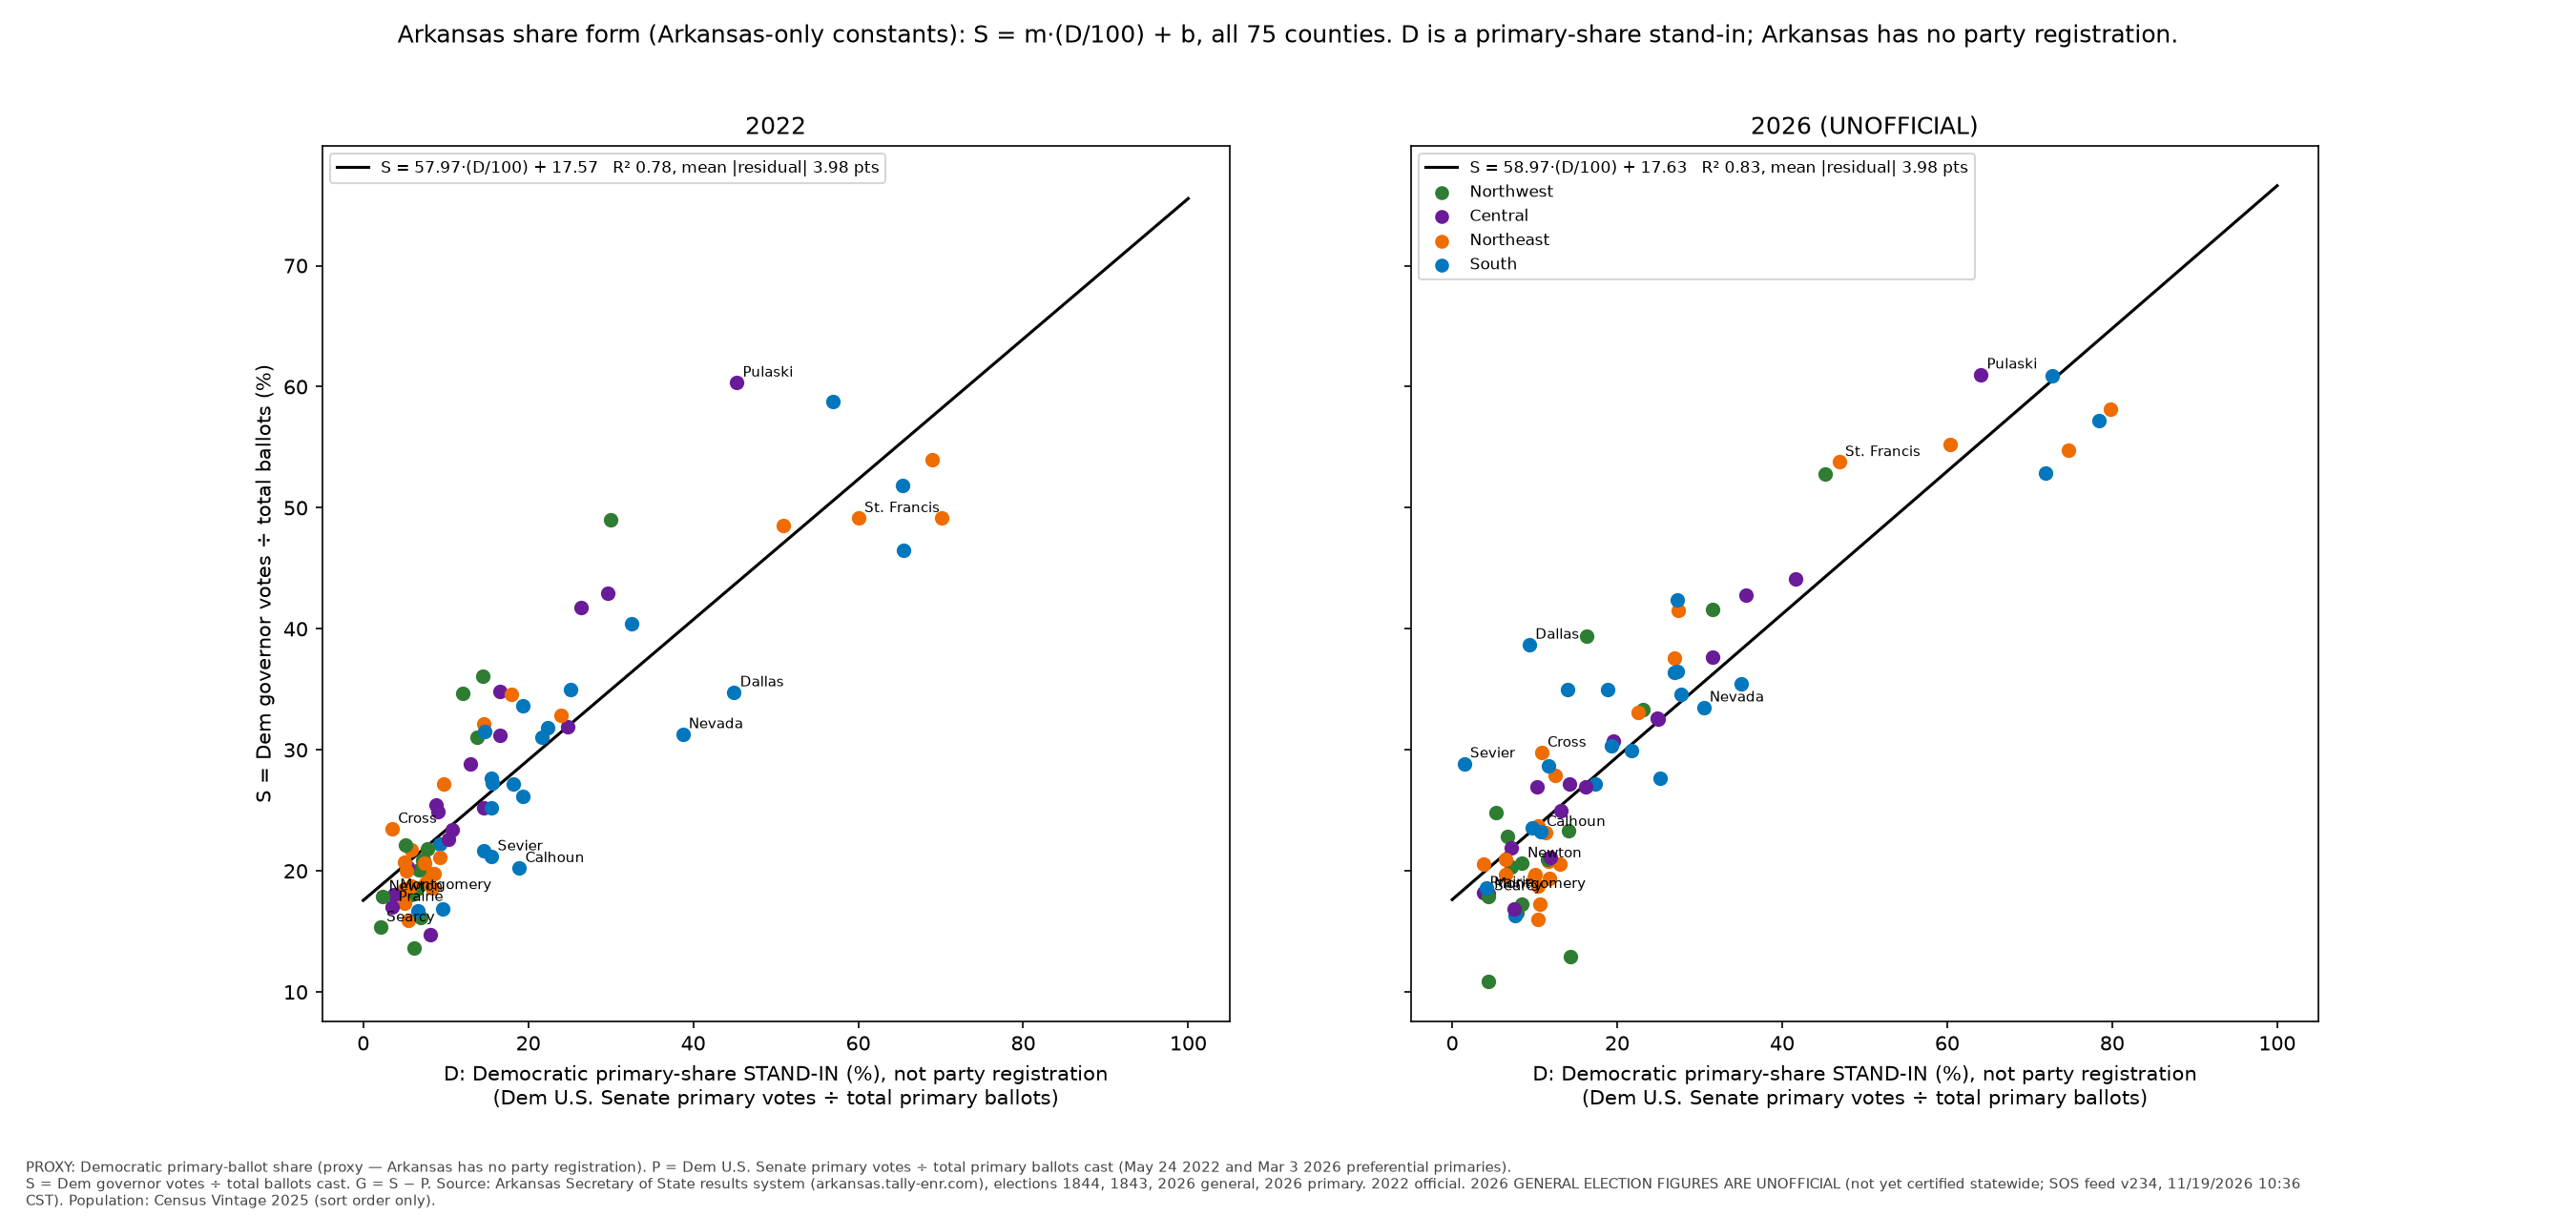 Arkansas share form (Arkansas-only constants): S = m·(D/100) + b, all 75 counties. D is a primary-share stand-in; Arkansas has no party registration.
2022
S = 57.97·(D/100) + 17.57   R² 0.78, mean |residual| 3.98 pts
S = Dem governor votes ÷ total ballots (%)
70
60
50
40
30
20
10
Pulaski
St. Francis
Dallas
Nevada
Cross
Sevier
Calhoun
Newton
Montgomery
Prairie
Searcy
0 20 40 60 80 100
D: Democratic primary-share STAND-IN (%), not party registration
(Dem U.S. Senate primary votes ÷ total primary ballots)
2026 (UNOFFICIAL)
S = 58.97·(D/100) + 17.63   R² 0.83, mean |residual| 3.98 pts
Northwest
Central
Northeast
South
Pulaski
St. Francis
Dallas
Nevada
Cross
Sevier
Calhoun
Newton
Prairie
Montgomery
Searcy
0 20 40 60 80 100
D: Democratic primary-share STAND-IN (%), not party registration
(Dem U.S. Senate primary votes ÷ total primary ballots)
PROXY: Democratic primary-ballot share (proxy — Arkansas has no party registration). P = Dem U.S. Senate primary votes ÷ total primary ballots cast (May 24 2022 and Mar 3 2026 preferential primaries).
S = Dem governor votes ÷ total ballots cast. G = S − P. Source: Arkansas Secretary of State results system (arkansas.tally-enr.com), elections 1844, 1843, 2026 general, 2026 primary. 2022 official. 2026 GENERAL ELECTION FIGURES ARE UNOFFICIAL (not yet certified statewide; SOS feed v234, 11/19/2026 10:36
CST). Population: Census Vintage 2025 (sort order only).